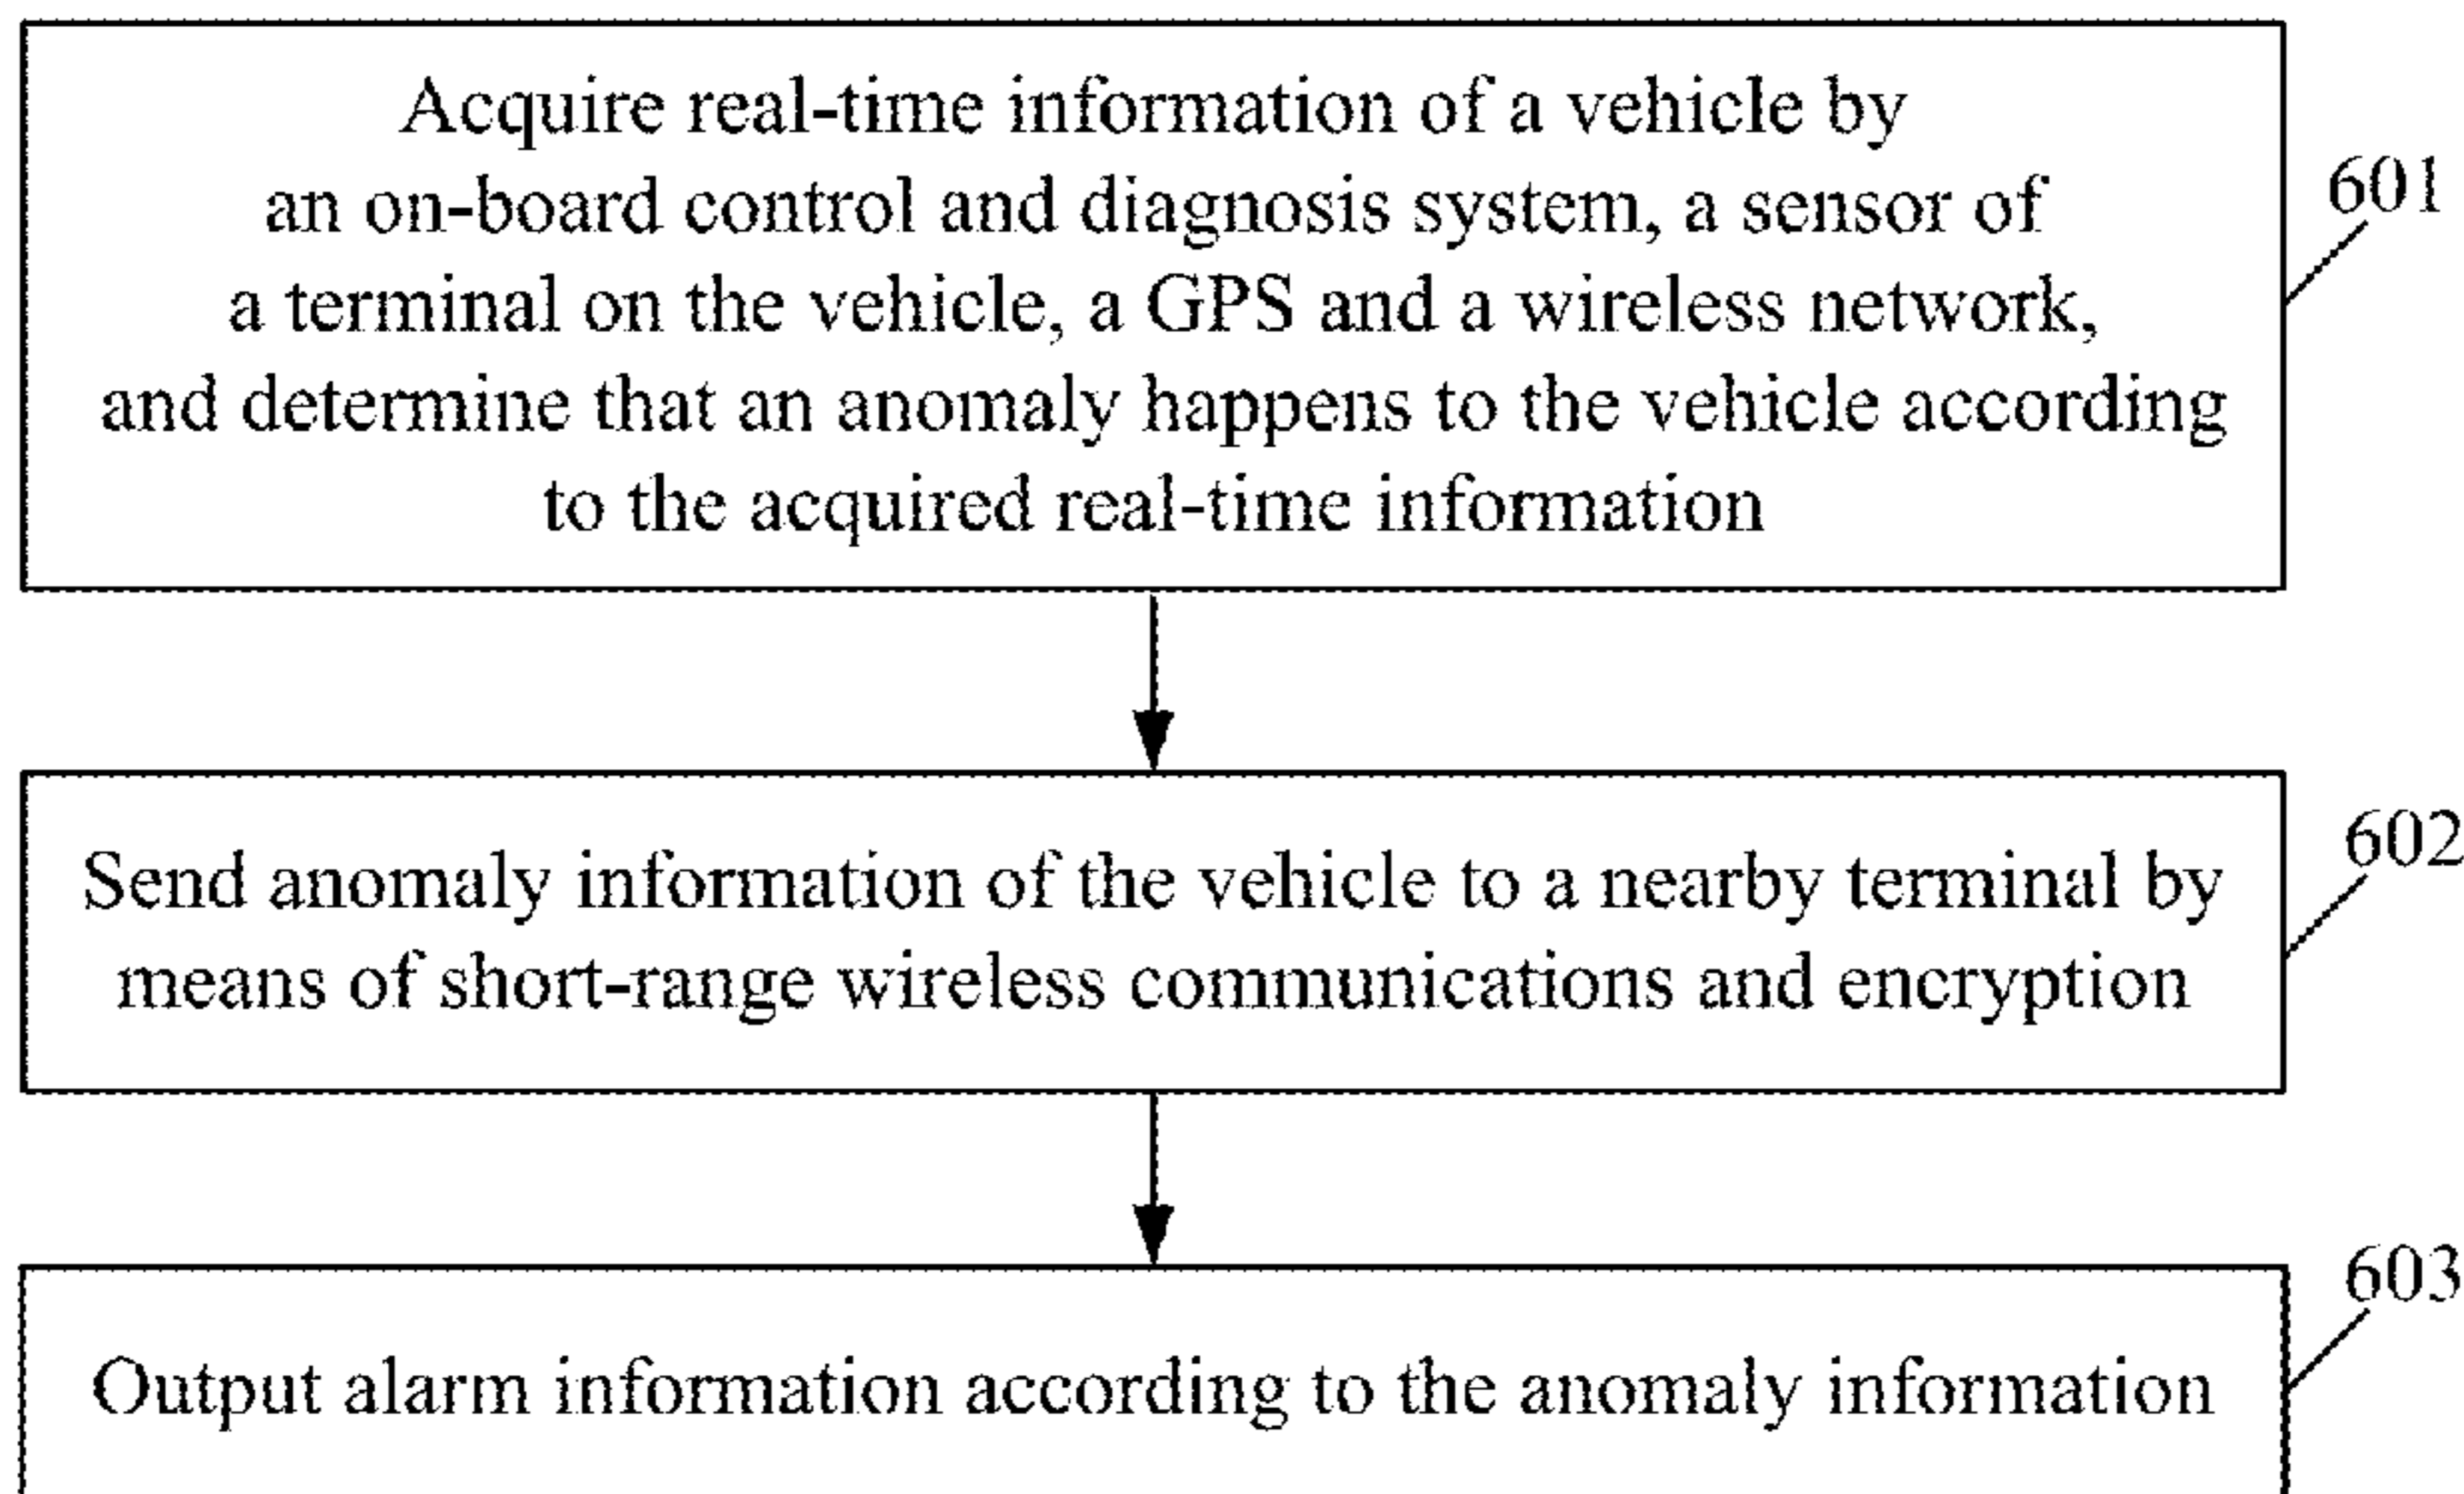 Acquire real-time information of a vehicle by
an on-board control and diagnosis system, a sensor of
a terminal on the vehicle, a GPS and a wireless network,
and determine that an anomaly happens to the vehicle according
to the acquired real-time information
601
Send anomaly information of the vehicle to a nearby terminal by
means of short-range wireless communications and encryption
602
Output alarm information according to the anomaly information
603